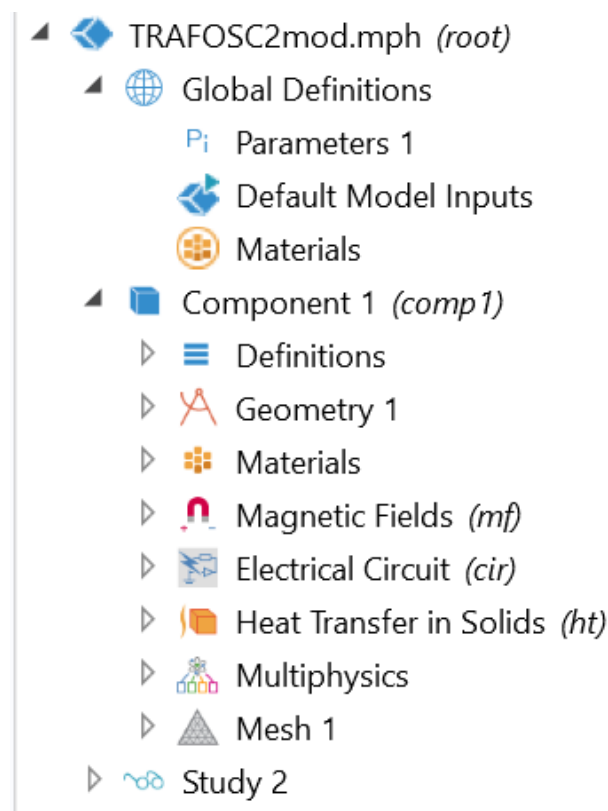 TRAFOSC2mod.mph (root)
Global Definitions
Pi Parameters 1
Default Model Inputs
Materials
Component 1 (comp1)
Definitions
Geometry 1
Materials
Magnetic Fields (mf)
Electrical Circuit (cir)
Heat Transfer in Solids (ht)
Multiphysics
Mesh 1
Study 2